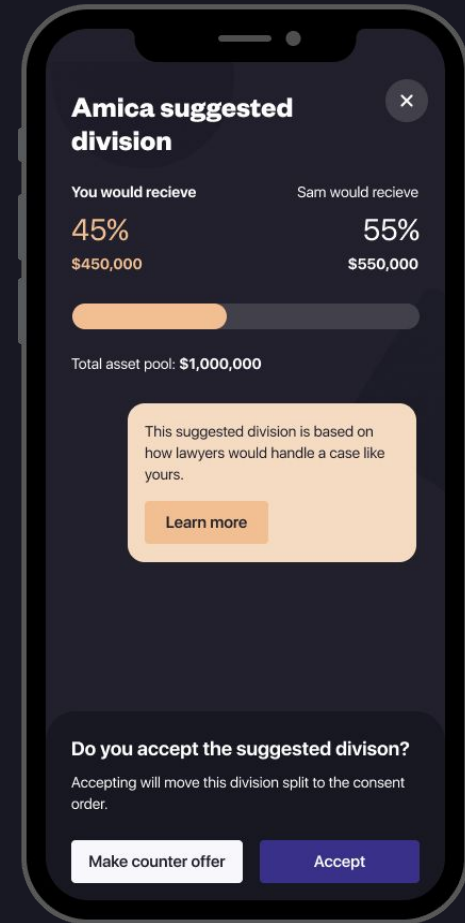 Amica suggested
division
You would recieve
Sam would recieve
45%
55%
$450,000
$550,000
Total asset pool: $1,000,000
This suggested division is based on
how lawyers would handle a case like
yours.
Learn more
Do you accept the suggested divison?
Accepting will move this division split to the consent
order.
Make counter offer
Accept